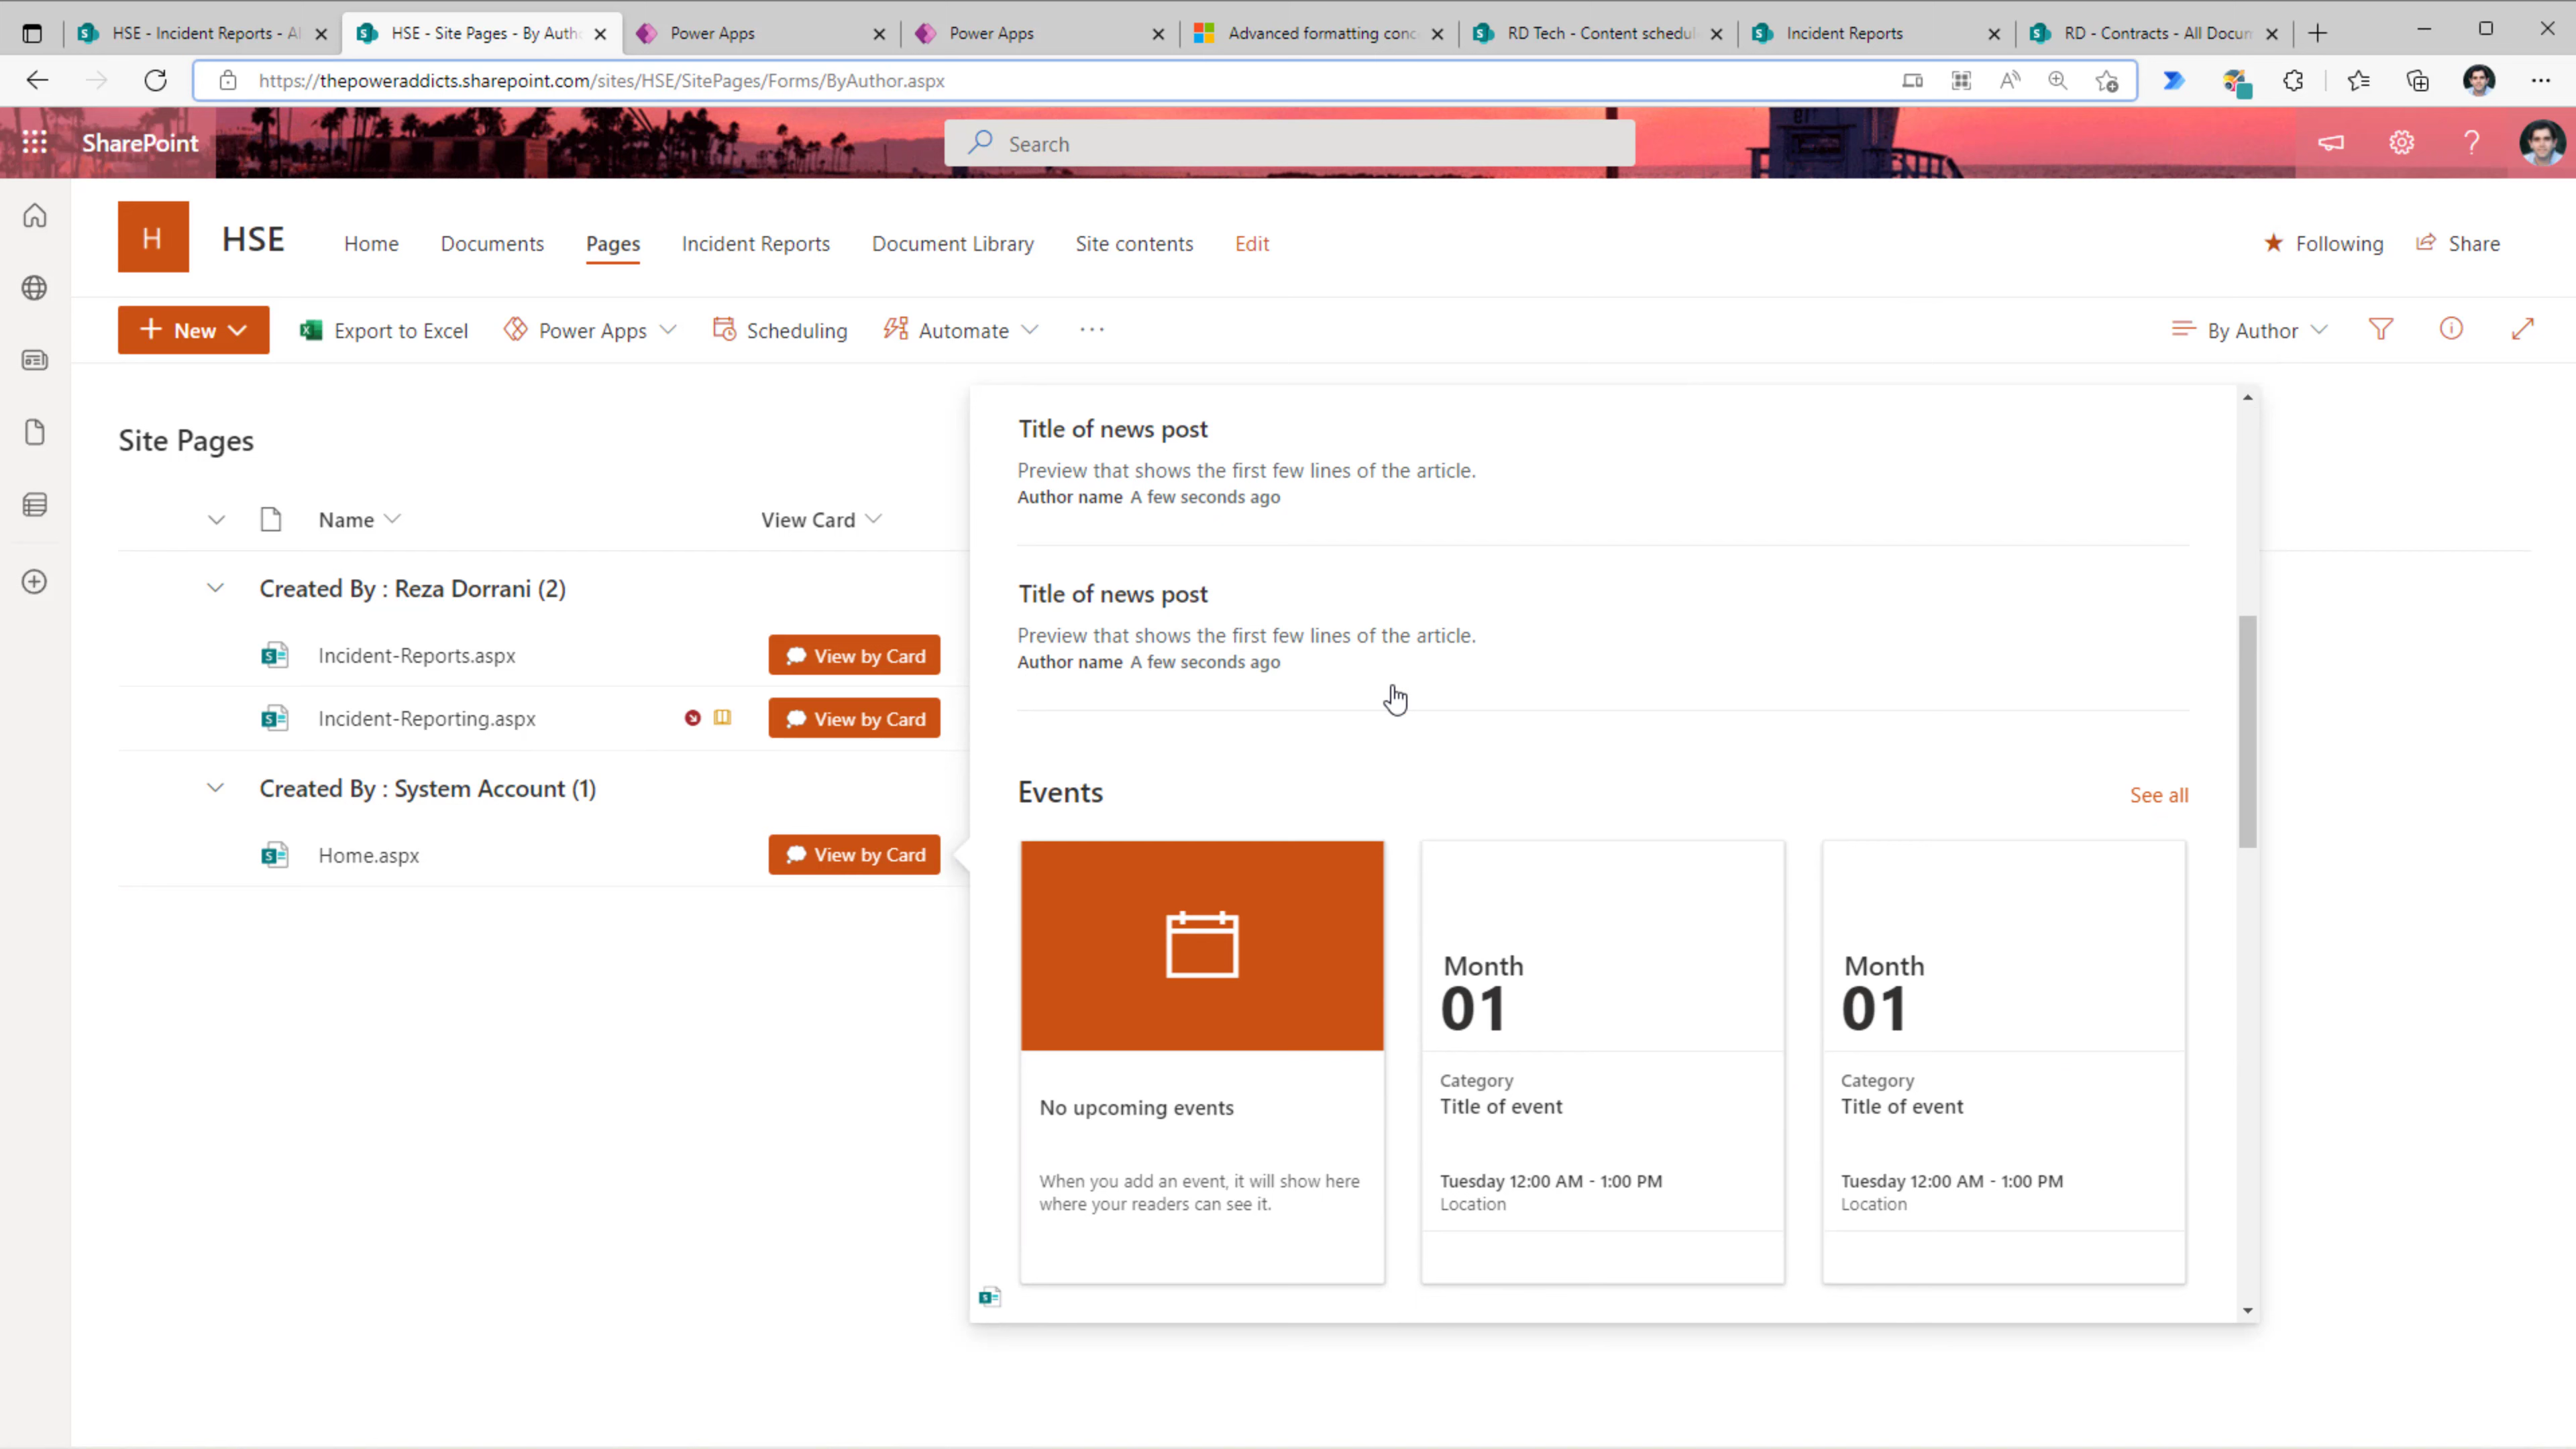 HSE - Incident Reports - Al
HSE - Site Pages - By Autho
Power Apps
Power Apps
Advanced formatting conc
RD Tech - Content schedul
Incident Reports
RD - Contracts - All Docum
https://thepoweraddicts.sharepoint.com/sites/HSE/SitePages/Forms/ByAuthor.aspx
SharePoint
Search
H
HSE
Home
Documents
Pages
Incident Reports
Document Library
Site contents
Edit
Following
Share
New
Export to Excel
Power Apps
Scheduling
Automate
By Author
Site Pages
Name
View Card
Created By : Reza Dorrani (2)
Incident-Reports.aspx
View by Card
Incident-Reporting.aspx
View by Card
Created By : System Account (1)
Home.aspx
View by Card
Title of news post
Preview that shows the first few lines of the article.
Author name A few seconds ago
Title of news post
Preview that shows the first few lines of the article.
Author name A few seconds ago
Events
See all
No upcoming events
When you add an event, it will show here
where your readers can see it.
Month
01
Category
Title of event
Tuesday 12:00 AM - 1:00 PM
Location
Month
01
Category
Title of event
Tuesday 12:00 AM - 1:00 PM
Location